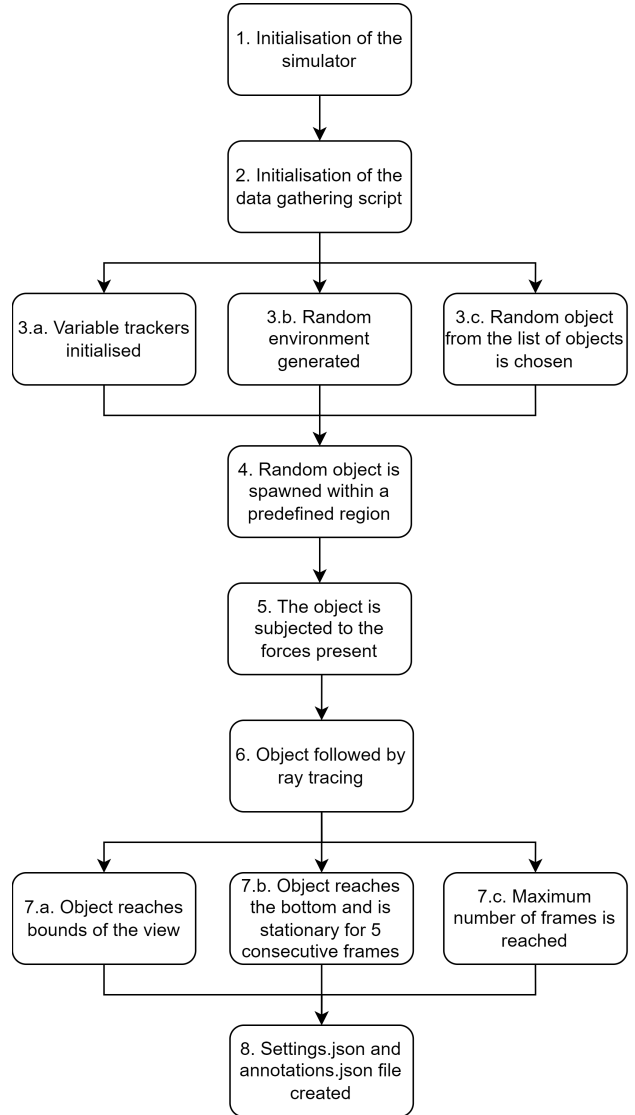 1. Initialisation of the
simulator
2. Initialisation of the
data gathering script
3.a. Variable trackers
initialised
3.b. Random
environment
generated
3.c. Random object
from the list of objects
is chosen
4. Random object is
spawned within a
predefined region
5. The object is
subjected to the
forces present
6. Object followed by
ray tracing
7.a. Object reaches
bounds of the view
7.b. Object reaches
the bottom and is
stationary for 5
consecutive frames
7.c. Maximum
number of frames is
reached
8. Settings.json and
annotations.json file
created